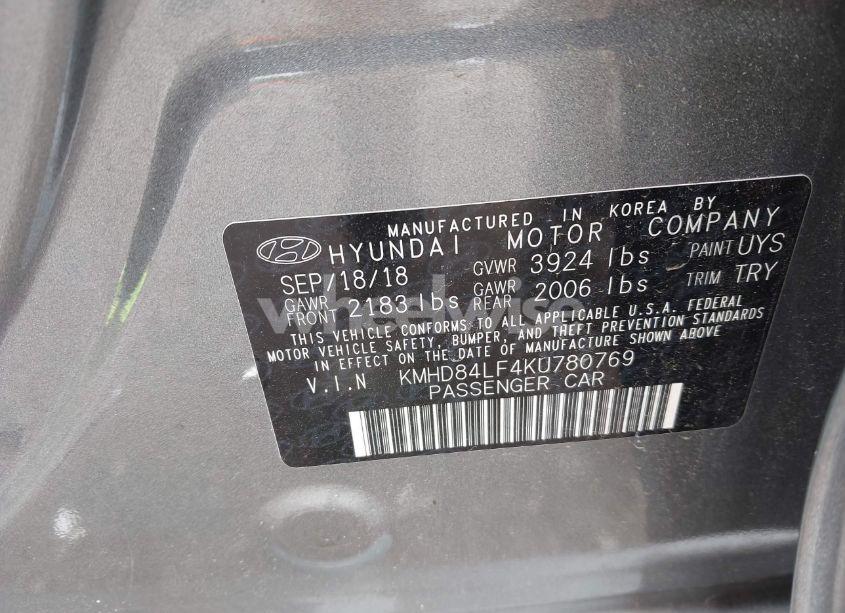 MANUFACTURED IN KOREA BY
HYUNDAI MOTOR COMPANY
SEP/18/18 GVWR 3924 lbs PAINT UYS
GAWR FRONT 2183 lbs GAWR REAR 2006 lbs TRIM TRY
THIS VEHICLE CONFORMS TO ALL APPLICABLE U.S.A. FEDERAL
MOTOR VEHICLE SAFETY, BUMPER, AND THEFT PREVENTION STANDARDS
IN EFFECT ON THE DATE OF MANUFACTURE SHOWN ABOVE.
V.I.N KMHD84LF4KU780769
PASSENGER CAR
wheelwise